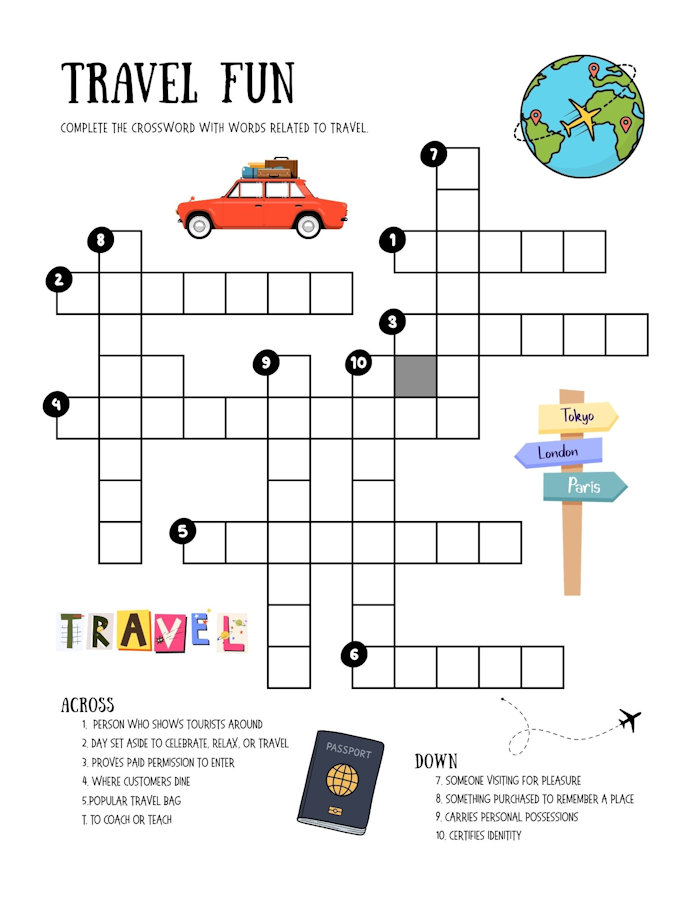 TRAVEL FUN
COMPLETE THE CROSSWORD WITH WORDS RELATED TO TRAVEL.
7
8
1
2
3
9
10
4
Tokyo
London
Paris
5
TRAVEL
6
ACROSS
1. PERSON WHO SHOWS TOURISTS AROUND
2. DAY SET ASIDE TO CELEBRATE, RELAX, OR TRAVEL
3. PROVES PAID PERMISSION TO ENTER
4. WHERE CUSTOMERS DINE
5.POPULAR TRAVEL BAG
T. TO COACH OR TEACH
PASSPORT
DOWN
7. SOMEONE VISITING FOR PLEASURE
8. SOMETHING PURCHASED TO REMEMBER A PLACE
9. CARRIES PERSONAL POSSESSIONS
10. CERTIFIES IDENITITY